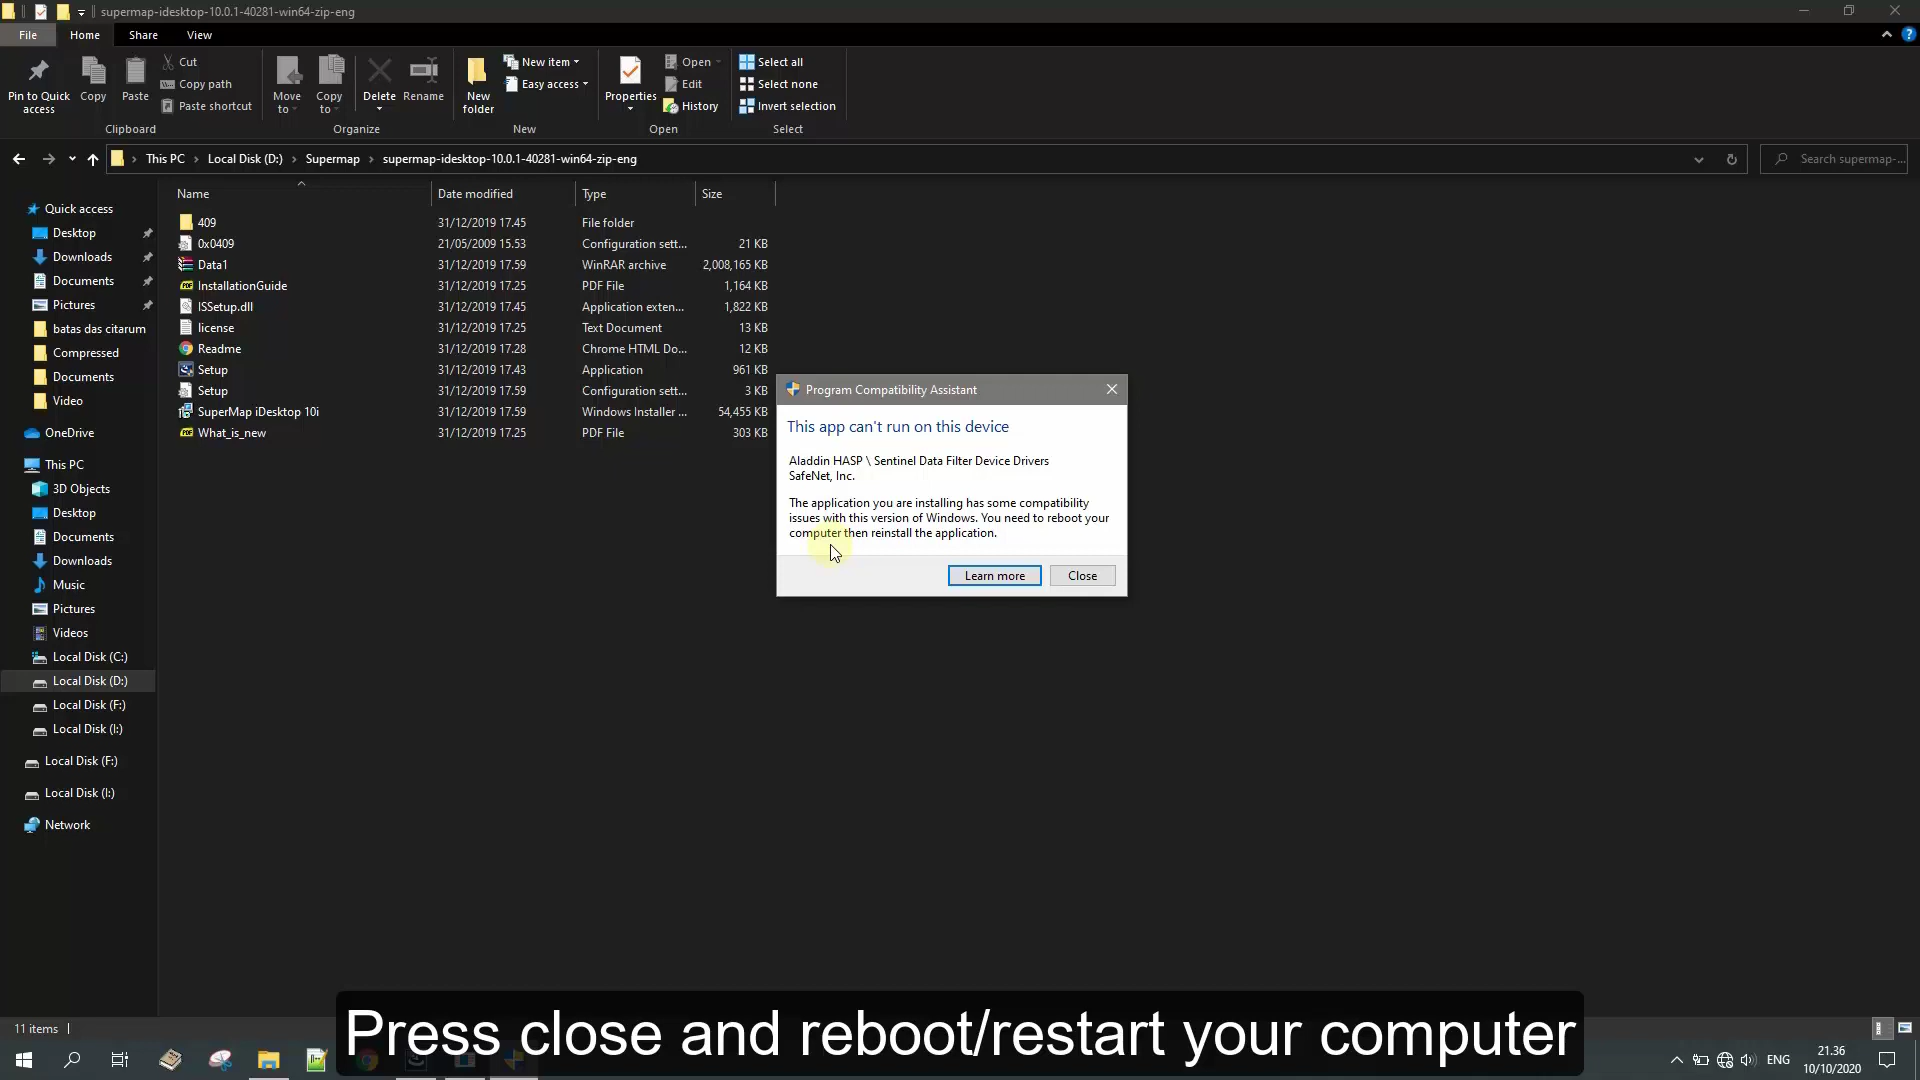 supermap-idesktop-10.0.1-40281-win64-zip-eng
File Home Share View
Pin to Quick access
Copy
Paste
Cut
Copy path
Paste shortcut
Clipboard
Move to
Copy to
Delete
Rename
Organize
New folder
New item
Easy access
New
Properties
Open
Edit
History
Open
Select all
Select none
Invert selection
Select
This PC › Local Disk (D:) › Supermap › supermap-idesktop-10.0.1-40281-win64-zip-eng
Search supermap-...
Name Date modified Type Size
409 31/12/2019 17.45 File folder
0x0409 21/05/2009 15.53 Configuration sett... 21 KB
Data1 31/12/2019 17.59 WinRAR archive 2,008,165 KB
InstallationGuide 31/12/2019 17.25 PDF File 1,164 KB
ISSetup.dll 31/12/2019 17.45 Application exten... 1,822 KB
license 31/12/2019 17.25 Text Document 13 KB
Readme 31/12/2019 17.28 Chrome HTML Do... 12 KB
Setup 31/12/2019 17.43 Application 961 KB
Setup 31/12/2019 17.59 Configuration sett... 3 KB
SuperMap iDesktop 10i 31/12/2019 17.59 Windows Installer ... 54,455 KB
What_is_new 31/12/2019 17.25 PDF File 303 KB
Quick access
Desktop
Downloads
Documents
Pictures
batas das citarum
Compressed
Documents
Video
OneDrive
This PC
3D Objects
Desktop
Documents
Downloads
Music
Pictures
Videos
Local Disk (C:)
Local Disk (D:)
Local Disk (F:)
Local Disk (I:)
Local Disk (F:)
Local Disk (I:)
Network
Program Compatibility Assistant
This app can't run on this device
Aladdin HASP \ Sentinel Data Filter Device Drivers
SafeNet, Inc.
The application you are installing has some compatibility
issues with this version of Windows. You need to reboot your
computer then reinstall the application.
Learn more Close
11 items
Press close and reboot/restart your computer
ENG
21.36
10/10/2020